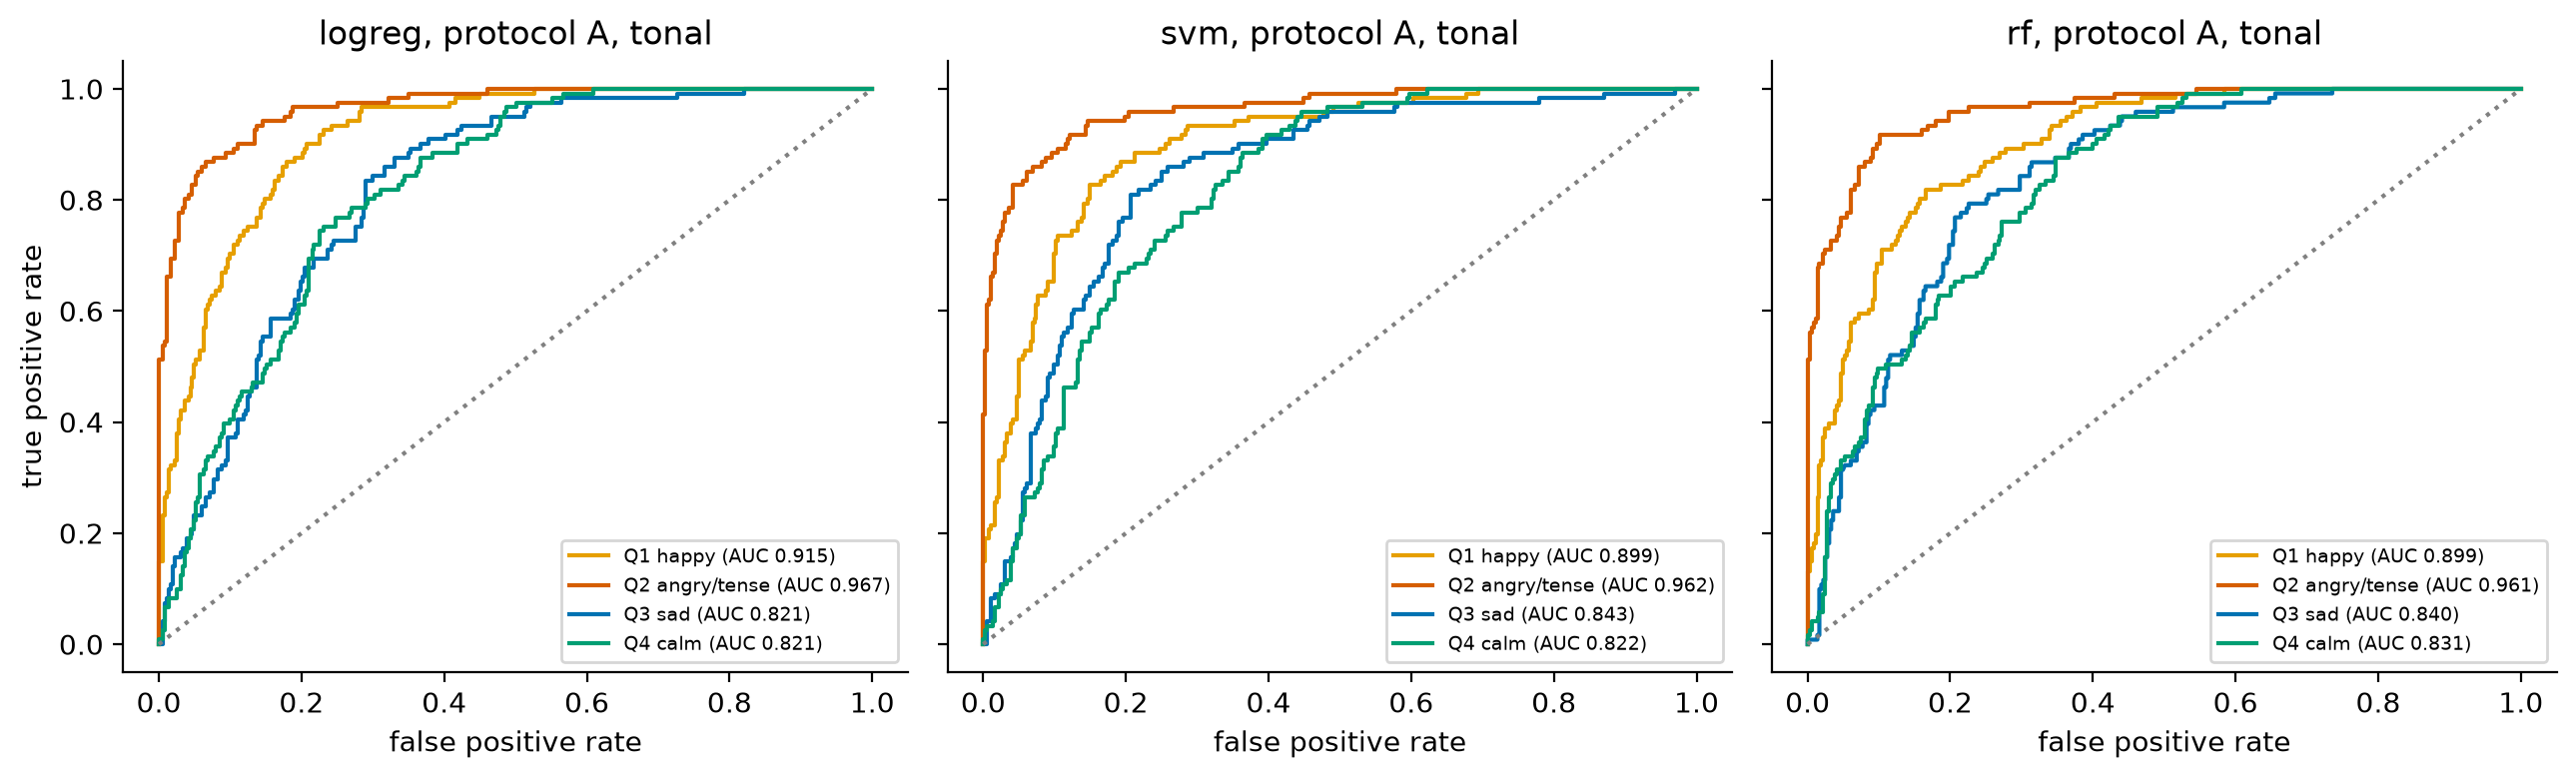 logreg, protocol A, tonal
true positive rate
1.0
0.8
0.6
0.4
0.2
0.0
Q1 happy (AUC 0.915)
Q2 angry/tense (AUC 0.967)
Q3 sad (AUC 0.821)
Q4 calm (AUC 0.821)
0.0 0.2 0.4 0.6 0.8 1.0
false positive rate
svm, protocol A, tonal
Q1 happy (AUC 0.899)
Q2 angry/tense (AUC 0.962)
Q3 sad (AUC 0.843)
Q4 calm (AUC 0.822)
0.0 0.2 0.4 0.6 0.8 1.0
false positive rate
rf, protocol A, tonal
Q1 happy (AUC 0.899)
Q2 angry/tense (AUC 0.961)
Q3 sad (AUC 0.840)
Q4 calm (AUC 0.831)
0.0 0.2 0.4 0.6 0.8 1.0
false positive rate